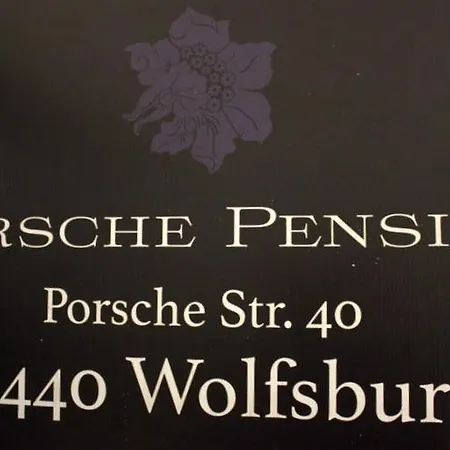 RSCHE PENSI
Porsche Str. 40
440 Wolfsbur